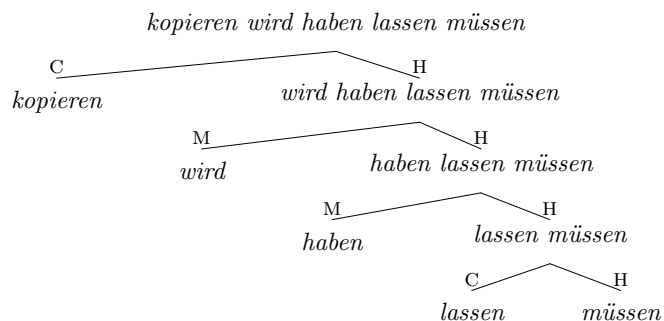 kopieren wird haben lassen müssen
C H
kopieren wird haben lassen müssen
M H
wird haben lassen müssen
M H
haben lassen müssen
C H
lassen müssen